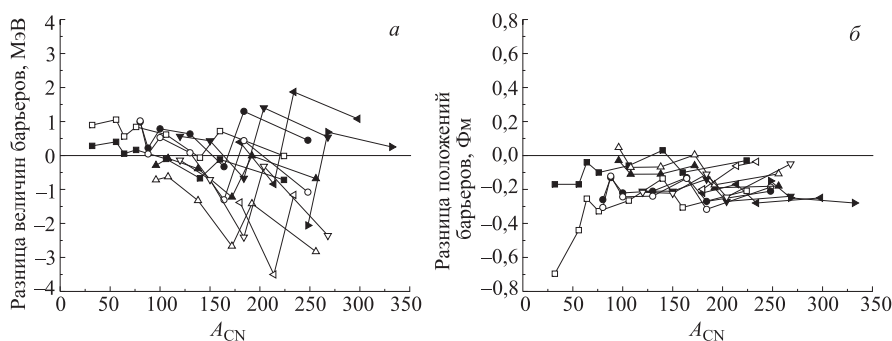 Разница величин барьеров, МэВ
4
3
2
1
0
–1
–2
–3
–4
0 50 100 150 200 250 300 350
A_CN
а
Разница положений
барьеров, Фм
0,8
0,6
0,4
0,2
0,0
–0,2
–0,4
–0,6
–0,8
0 50 100 150 200 250 300 350
A_CN
б